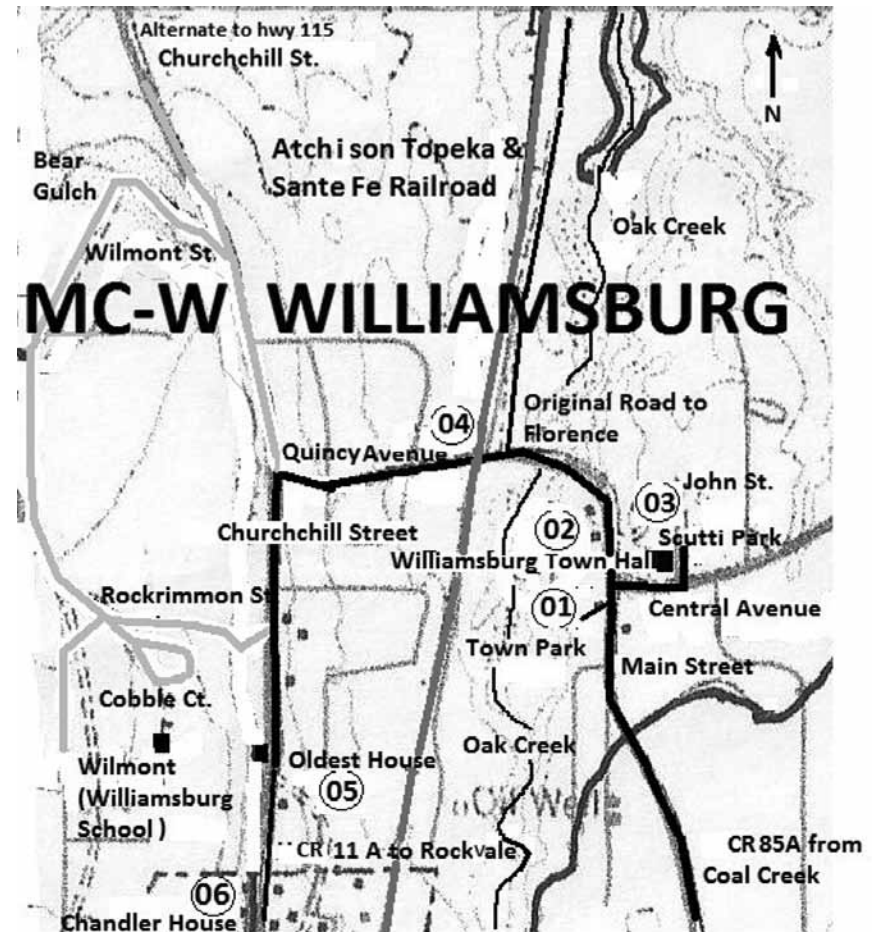 Alternate to hwy 115
Churchchill St.
N
Atchison Topeka &
Sante Fe Railroad
Bear
Gulch
Oak Creek
Wilmont St.
MC-W WILLIAMSBURG
Original Road to
Florence
04
Quincy Avenue
John St.
03
02
Scutti Park
Churchchill Street
Williamsburg Town Hall
Rockrimmon St
01
Central Avenue
Town Park
Main Street
Cobble Ct.
Oak Creek
Oldest House
Wilmont
(Williamsburg
School )
05
Oil Well
CR 11 A to Rockvale
CR 85A from
Coal Creek
06
Chandler House